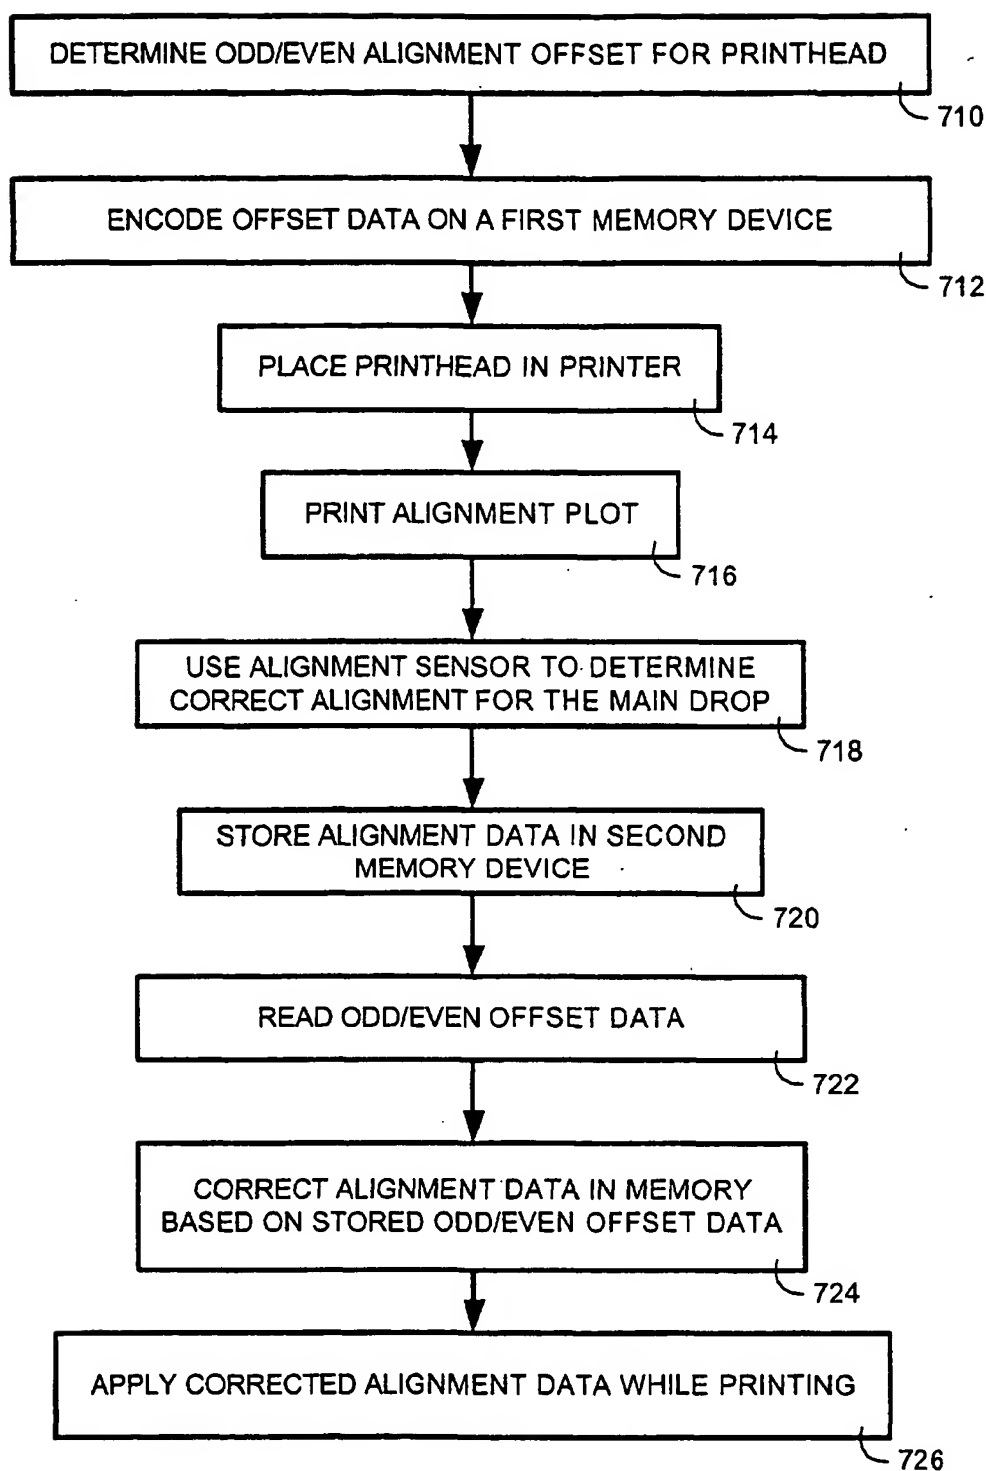 DETERMINE ODD/EVEN ALIGNMENT OFFSET FOR PRINTHEAD
710
ENCODE OFFSET DATA ON A FIRST MEMORY DEVICE
712
PLACE PRINTHEAD IN PRINTER
714
PRINT ALIGNMENT PLOT
716
USE ALIGNMENT SENSOR TO DETERMINE
CORRECT ALIGNMENT FOR THE MAIN DROP
718
STORE ALIGNMENT DATA IN SECOND
MEMORY DEVICE
720
READ ODD/EVEN OFFSET DATA
722
CORRECT ALIGNMENT DATA IN MEMORY
BASED ON STORED ODD/EVEN OFFSET DATA
724
APPLY CORRECTED ALIGNMENT DATA WHILE PRINTING
726